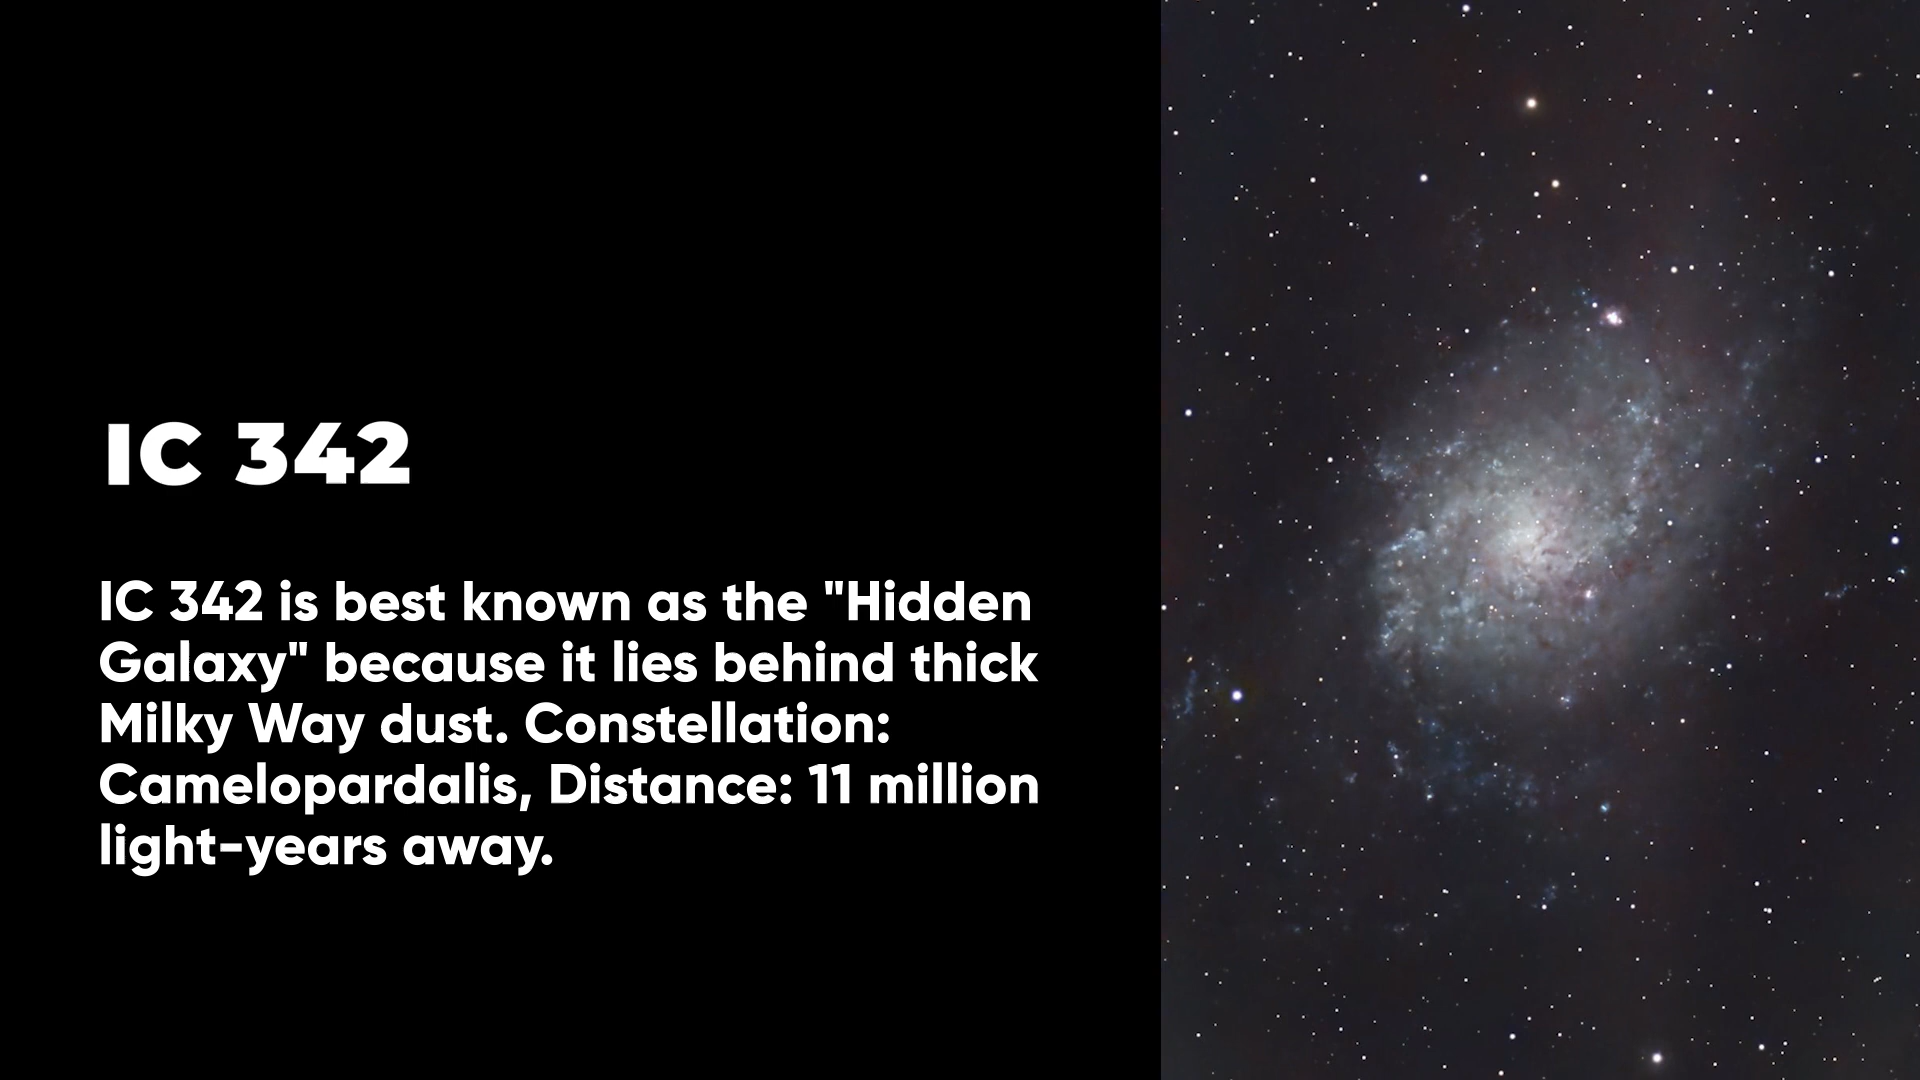 IC 342
IC 342 is best known as the "Hidden
Galaxy" because it lies behind thick
Milky Way dust. Constellation:
Camelopardalis, Distance: 11 million
light-years away.